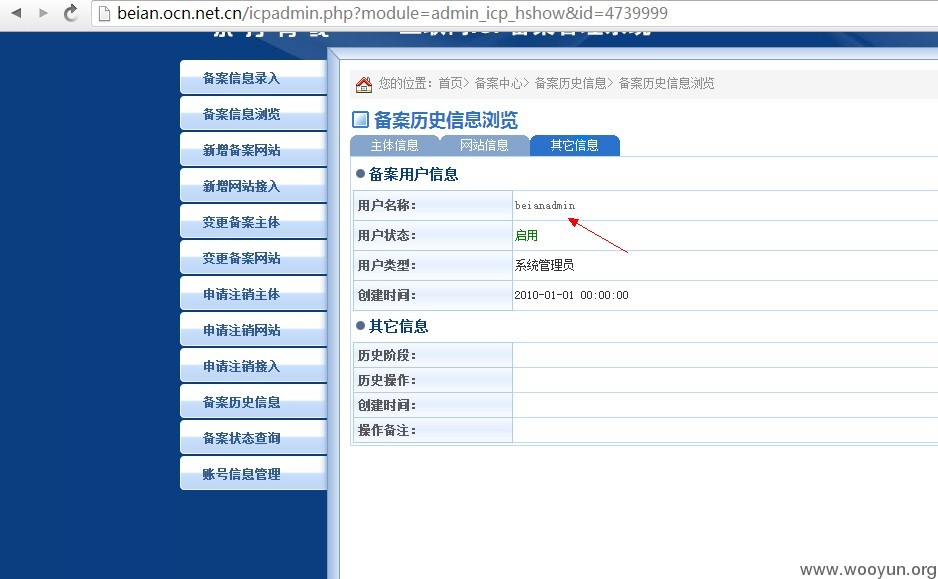 beian.ocn.net.cn/icpadmin.php?module=admin_icp_hshow&id=4739999
您的位置：首页> 备案中心> 备案历史信息> 备案历史信息浏览
备案历史信息浏览
主体信息 网站信息 其它信息
备案用户信息
用户名称： beianadmin
用户状态： 启用
用户类型： 系统管理员
创建时间： 2010-01-01 00:00:00
其它信息
历史阶段：
历史操作：
创建时间：
操作备注：
备案信息录入
备案信息浏览
新增备案网站
新增网站接入
变更备案主体
变更备案网站
申请注销主体
申请注销网站
申请注销接入
备案历史信息
备案状态查询
账号信息管理
www.wooyun.org